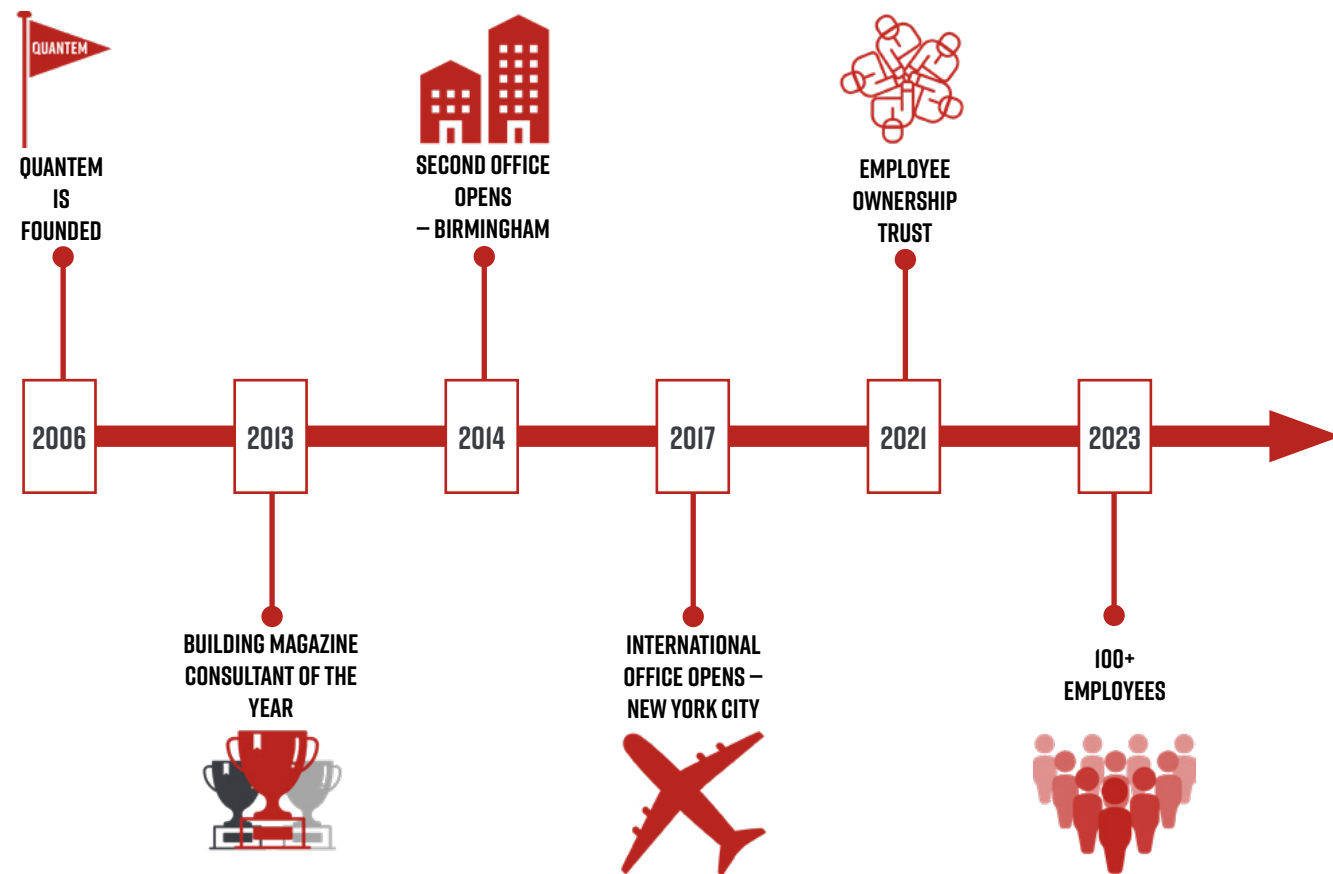 QUANTEM
QUANTEM
IS
FOUNDED
SECOND OFFICE
OPENS
– BIRMINGHAM
EMPLOYEE
OWNERSHIP
TRUST
2006
2013
2014
2017
2021
2023
BUILDING MAGAZINE
CONSULTANT OF THE
YEAR
INTERNATIONAL
OFFICE OPENS –
NEW YORK CITY
100+
EMPLOYEES